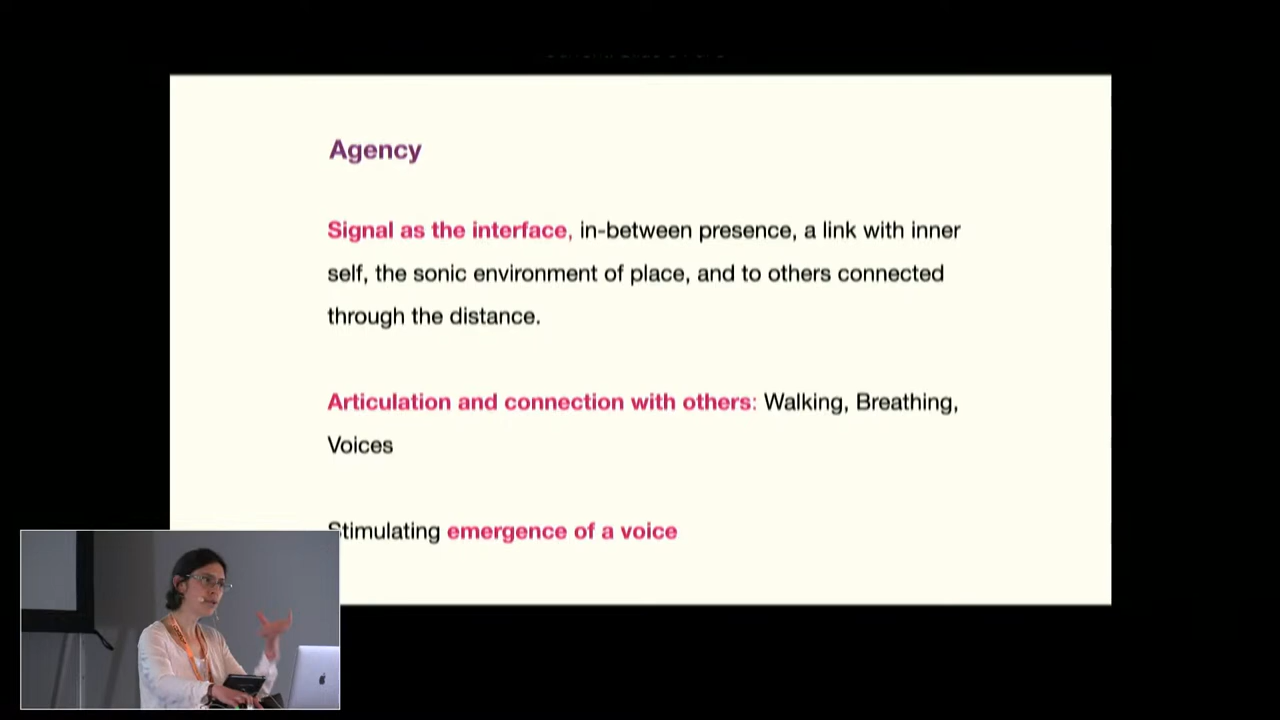 Agency
Signal as the interface, in-between presence, a link with inner
self, the sonic environment of place, and to others connected
through the distance.
Articulation and connection with others: Walking, Breathing,
Voices
Stimulating emergence of a voice